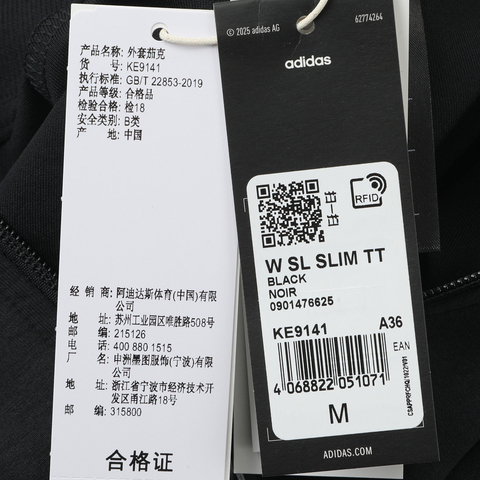 产品名称: 外套茄克
货 号: KE9141
执行标准: GB/T 22853-2019
产品等级: 合格品
检验合格: 检18
安全类别: B类
产 地: 中国
经 销 商: 阿迪达斯体育(中国)有限公司
地址: 苏州工业园区唯胜路508号
邮编: 215126
电话: 400 880 1515
厂 名: 申洲墨图服饰(宁波)有限公司
地址: 浙江省宁波市经济技术开发区甬江路18号
邮编: 315800
合格证
© 2025 adidas AG
62774264
adidas
RFID
W SL SLIM TT
BLACK
NOIR
0901476625
KE9141 A36
EAN
4 068822 051071
M
ADIDAS.COM